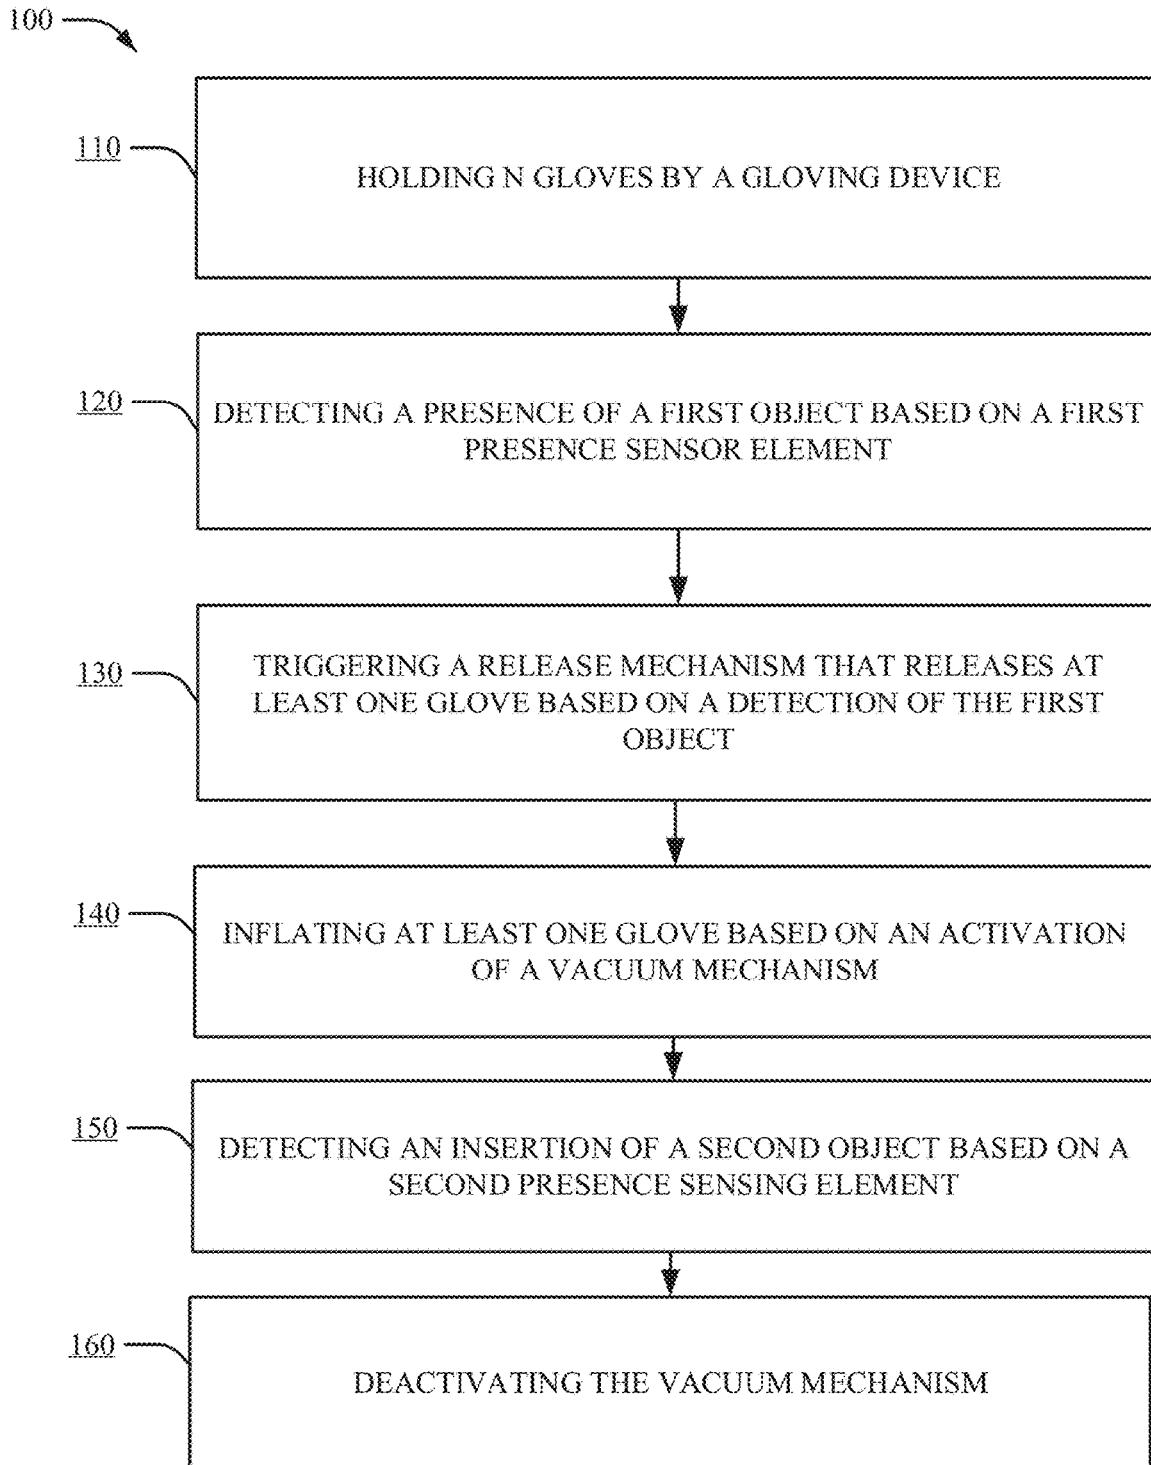 100
110
HOLDING N GLOVES BY A GLOVING DEVICE
120
DETECTING A PRESENCE OF A FIRST OBJECT BASED ON A FIRST
PRESENCE SENSOR ELEMENT
130
TRIGGERING A RELEASE MECHANISM THAT RELEASES AT
LEAST ONE GLOVE BASED ON A DETECTION OF THE FIRST
OBJECT
140
INFLATING AT LEAST ONE GLOVE BASED ON AN ACTIVATION
OF A VACUUM MECHANISM
150
DETECTING AN INSERTION OF A SECOND OBJECT BASED ON A
SECOND PRESENCE SENSING ELEMENT
160
DEACTIVATING THE VACUUM MECHANISM